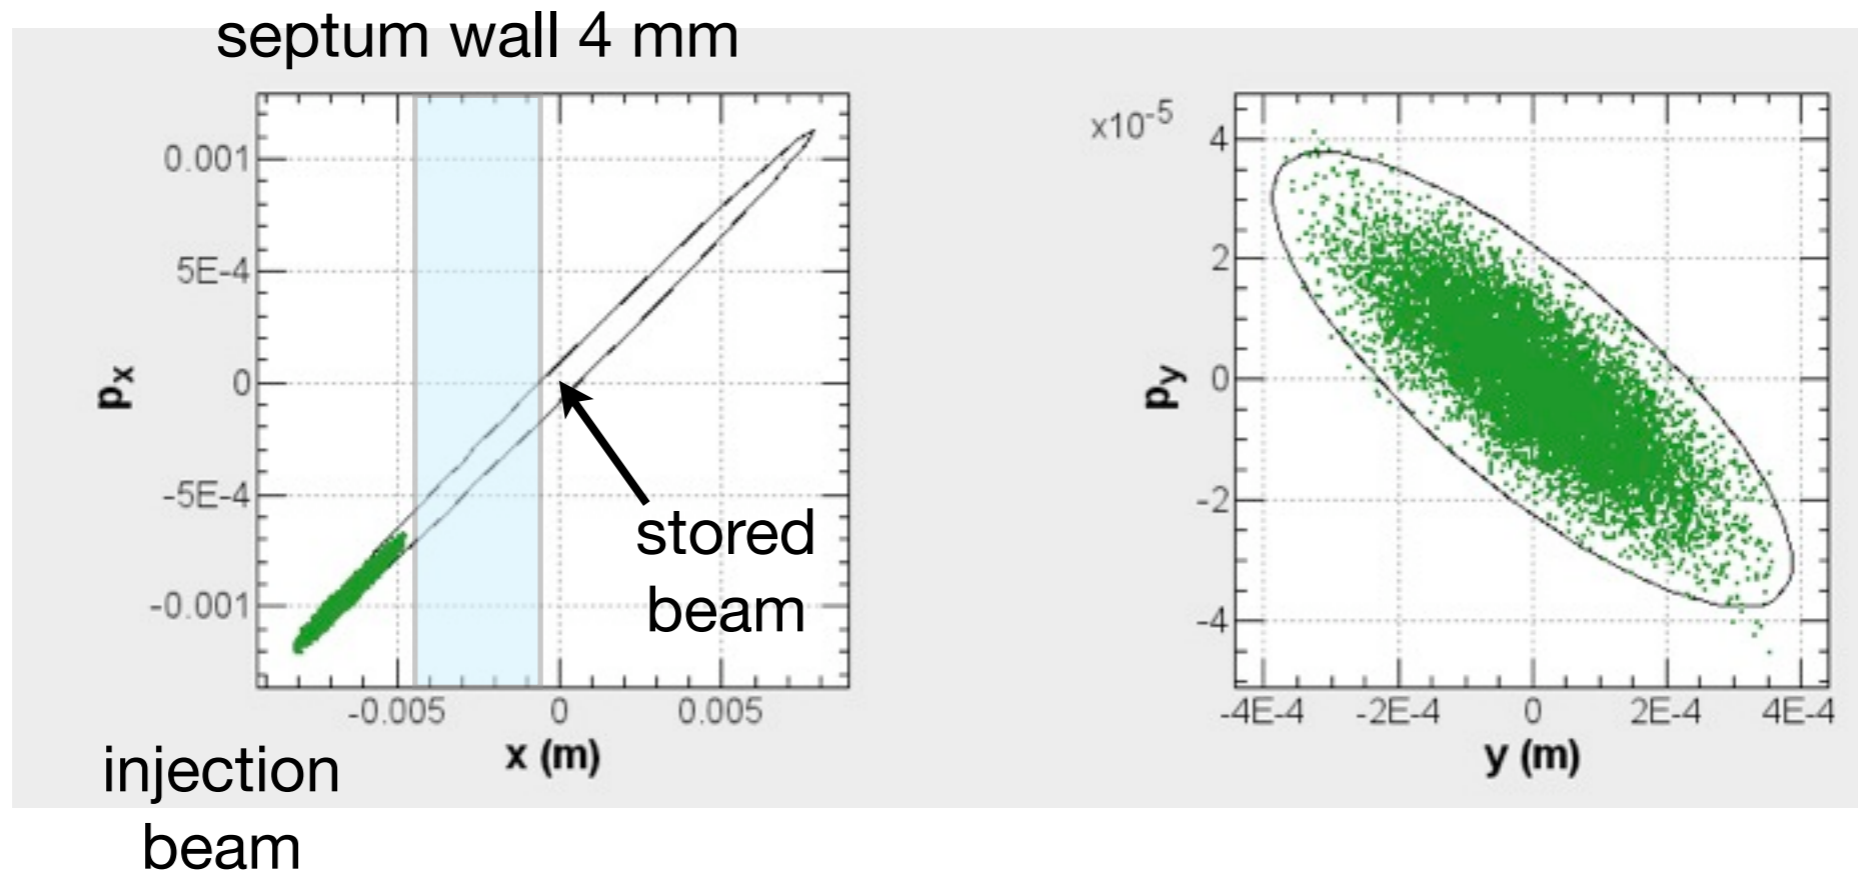 septum wall 4 mm
0.001
5E-4
0
-5E-4
-0.001
px
-0.005 0 0.005
x (m)
stored
beam
injection
beam
x10-5
4
2
0
-2
-4
py
-4E-4 -2E-4 0 2E-4 4E-4
y (m)